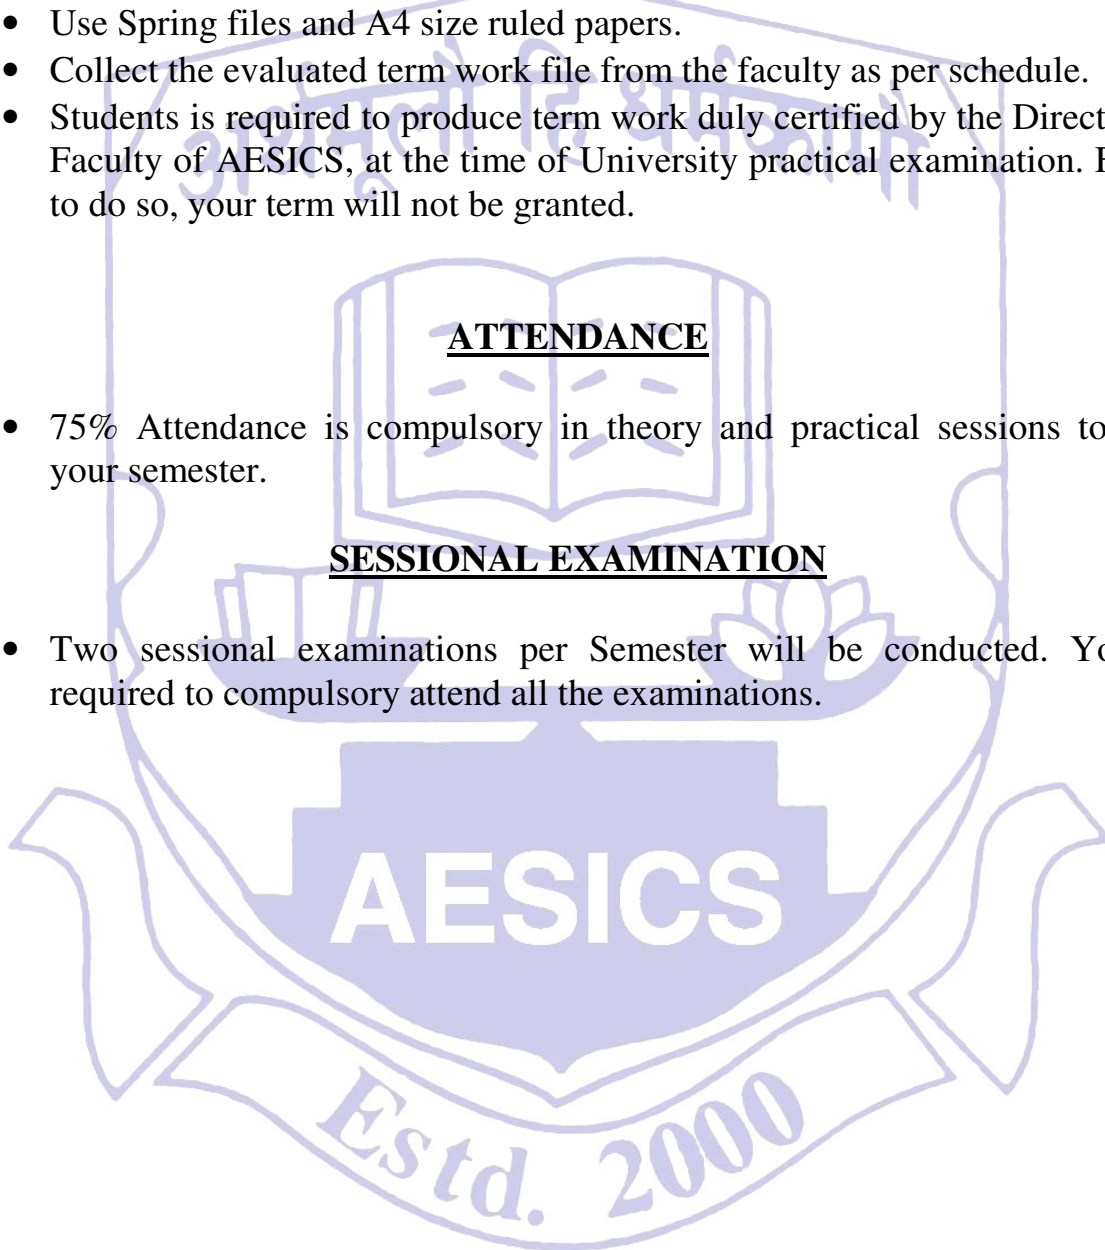 • Use Spring files and A4 size ruled papers.
• Collect the evaluated term work file from the faculty as per schedule.
• Students is required to produce term work duly certified by the Direct
Faculty of AESICS, at the time of University practical examination. F
to do so, your term will not be granted.
अर्थमूलो हि धर्मकामौ
ATTENDANCE
• 75% Attendance is compulsory in theory and practical sessions to
your semester.
SESSIONAL EXAMINATION
• Two sessional examinations per Semester will be conducted. Yo
required to compulsory attend all the examinations.
AESICS
Estd. 2000